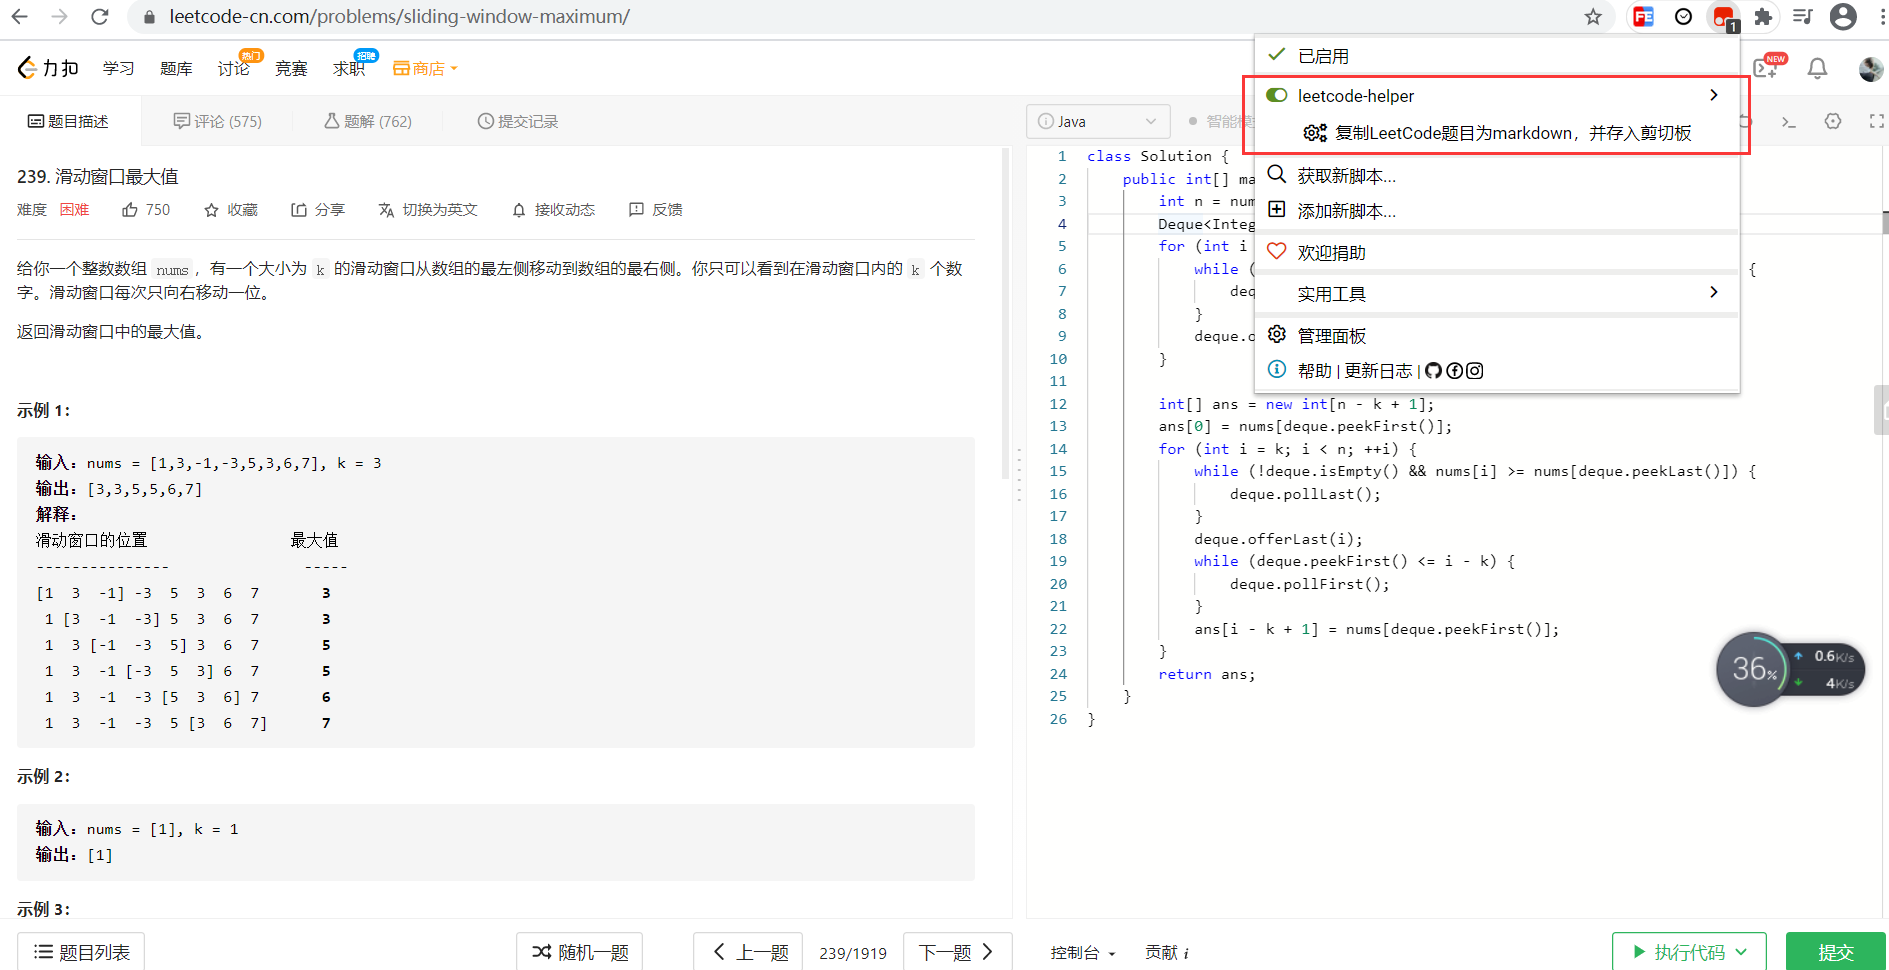 leetcode-cn.com/problems/sliding-window-maximum/
1
力扣 学习 题库 讨论 热门 竞赛 求职 招聘 商店
NEW
已启用
leetcode-helper
复制LeetCode题目为markdown，并存入剪切板
获取新脚本...
添加新脚本...
欢迎捐助
实用工具
管理面板
帮助 | 更新日志 |
题目描述 评论 (575) 题解 (762) 提交记录
239. 滑动窗口最大值
难度 困难 750 收藏 分享 切换为英文 接收动态 反馈
给你一个整数数组 nums，有一个大小为 k 的滑动窗口从数组的最左侧移动到数组的最右侧。你只可以看到在滑动窗口内的 k 个数
字。滑动窗口每次只向右移动一位。
返回滑动窗口中的最大值。
示例 1：
输入：nums = [1,3,-1,-3,5,3,6,7], k = 3
输出：[3,3,5,5,6,7]
解释：
滑动窗口的位置 最大值
--------------- -----
[1 3 -1] -3 5 3 6 7 3
1 [3 -1 -3] 5 3 6 7 3
1 3 [-1 -3 5] 3 6 7 5
1 3 -1 [-3 5 3] 6 7 5
1 3 -1 -3 [5 3 6] 7 6
1 3 -1 -3 5 [3 6 7] 7
示例 2：
输入：nums = [1], k = 1
输出：[1]
示例 3：
Java 智能模
1 class Solution {
2 public int[] ma
3 int n = num
4 Deque<Integ
5 for (int i
6 while ( {
7 deq
8 }
9 deque.o
10 }
11
12 int[] ans = new int[n - k + 1];
13 ans[0] = nums[deque.peekFirst()];
14 for (int i = k; i < n; ++i) {
15 while (!deque.isEmpty() && nums[i] >= nums[deque.peekLast()]) {
16 deque.pollLast();
17 }
18 deque.offerLast(i);
19 while (deque.peekFirst() <= i - k) {
20 deque.pollFirst();
21 }
22 ans[i - k + 1] = nums[deque.peekFirst()];
23 }
24 return ans;
25 }
26 }
36%
0.6K/s
4K/s
题目列表 随机一题 上一题 239/1919 下一题 控制台 贡献 i 执行代码 提交